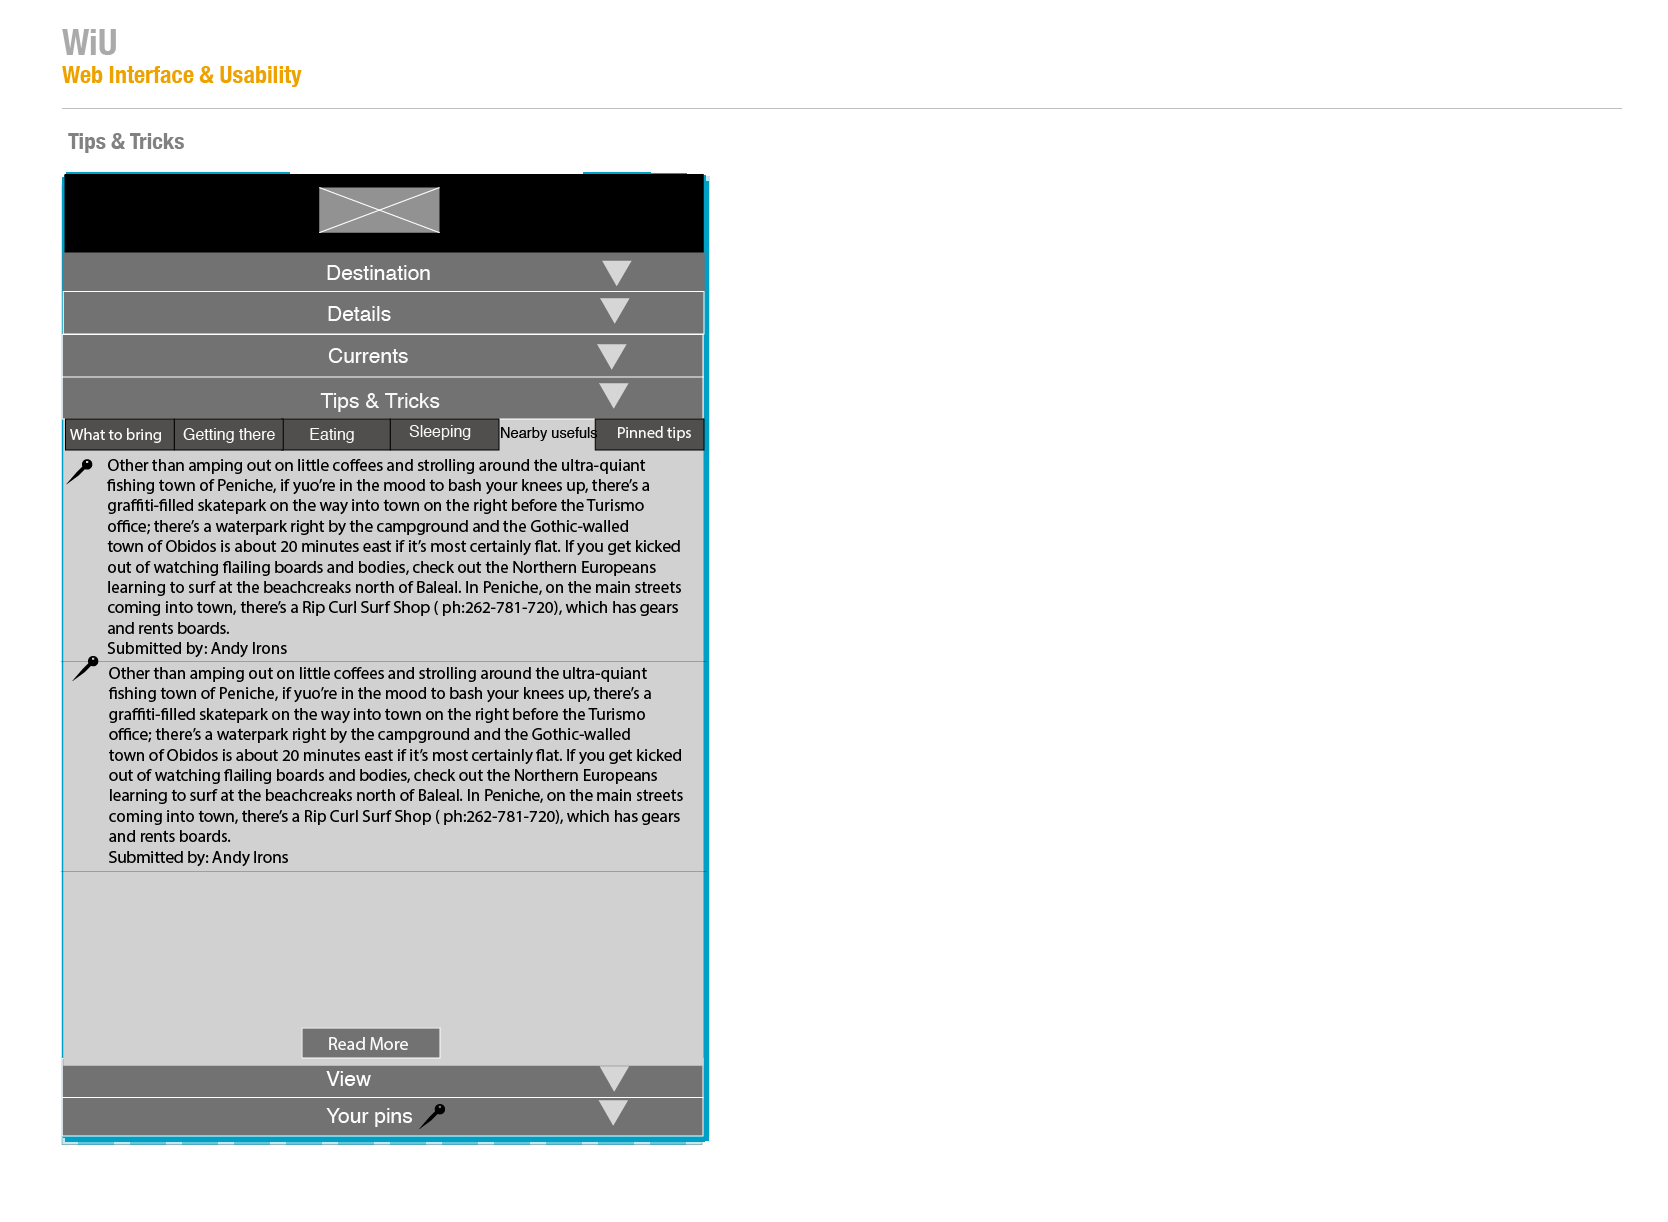 WiU
Web Interface & Usability
Tips & Tricks
Destination
Details
Currents
Tips & Tricks
What to bring Getting there Eating Sleeping Nearby usefuls Pinned tips
Other than amping out on little coffees and strolling around the ultra-quiant
fishing town of Peniche, if yuo’re in the mood to bash your knees up, there’s a
graffiti-filled skatepark on the way into town on the right before the Turismo
office; there’s a waterpark right by the campground and the Gothic-walled
town of Obidos is about 20 minutes east if it’s most certainly flat. If you get kicked
out of watching flailing boards and bodies, check out the Northern Europeans
learning to surf at the beachcreaks north of Baleal. In Peniche, on the main streets
coming into town, there’s a Rip Curl Surf Shop ( ph:262-781-720), which has gears
and rents boards.
Submitted by: Andy Irons
Other than amping out on little coffees and strolling around the ultra-quiant
fishing town of Peniche, if yuo’re in the mood to bash your knees up, there’s a
graffiti-filled skatepark on the way into town on the right before the Turismo
office; there’s a waterpark right by the campground and the Gothic-walled
town of Obidos is about 20 minutes east if it’s most certainly flat. If you get kicked
out of watching flailing boards and bodies, check out the Northern Europeans
learning to surf at the beachcreaks north of Baleal. In Peniche, on the main streets
coming into town, there’s a Rip Curl Surf Shop ( ph:262-781-720), which has gears
and rents boards.
Submitted by: Andy Irons
Read More
View
Your pins